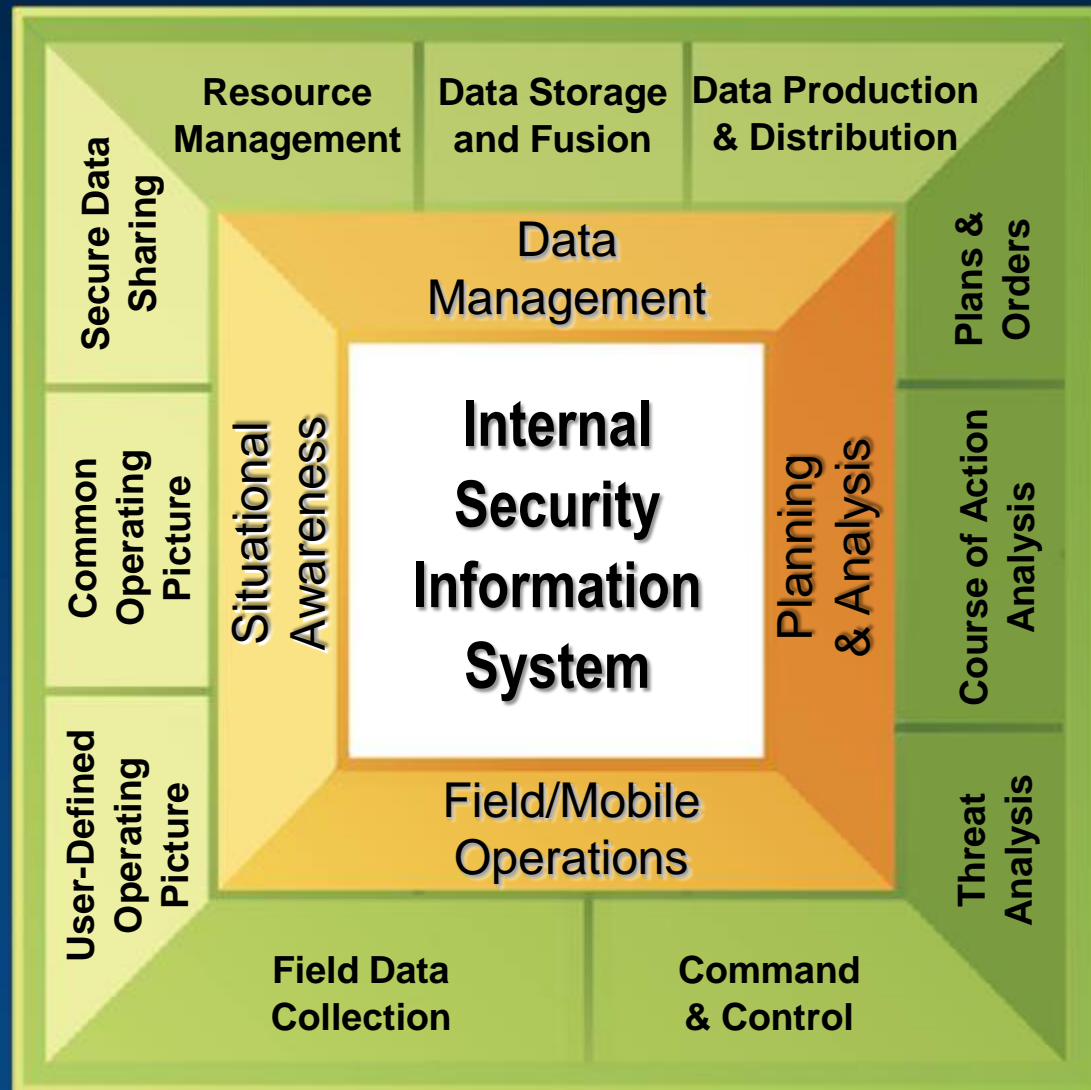 Resource
Management
Data Storage
and Fusion
Data Production
& Distribution
Secure Data
Sharing
Common
Operating
Picture
User-Defined
Operating
Picture
Data
Management
Situational
Awareness
Internal
Security
Information
System
Planning
& Analysis
Field/Mobile
Operations
Plans &
Orders
Course of Action
Analysis
Threat
Analysis
Field Data
Collection
Command
& Control